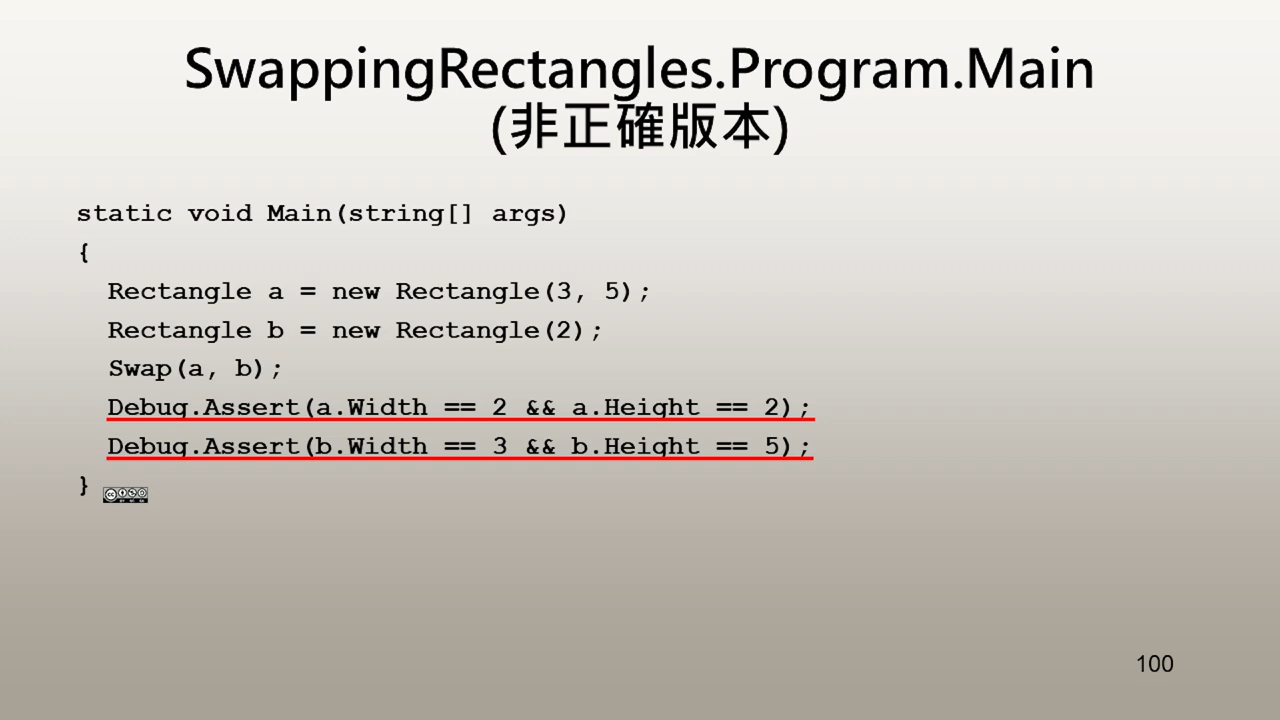 SwappingRectangles.Program.Main
(非正確版本)
static void Main(string[] args)
{
Rectangle a = new Rectangle(3, 5);
Rectangle b = new Rectangle(2);
Swap(a, b);
Debug.Assert(a.Width == 2 && a.Height == 2);
Debug.Assert(b.Width == 3 && b.Height == 5);
}
100